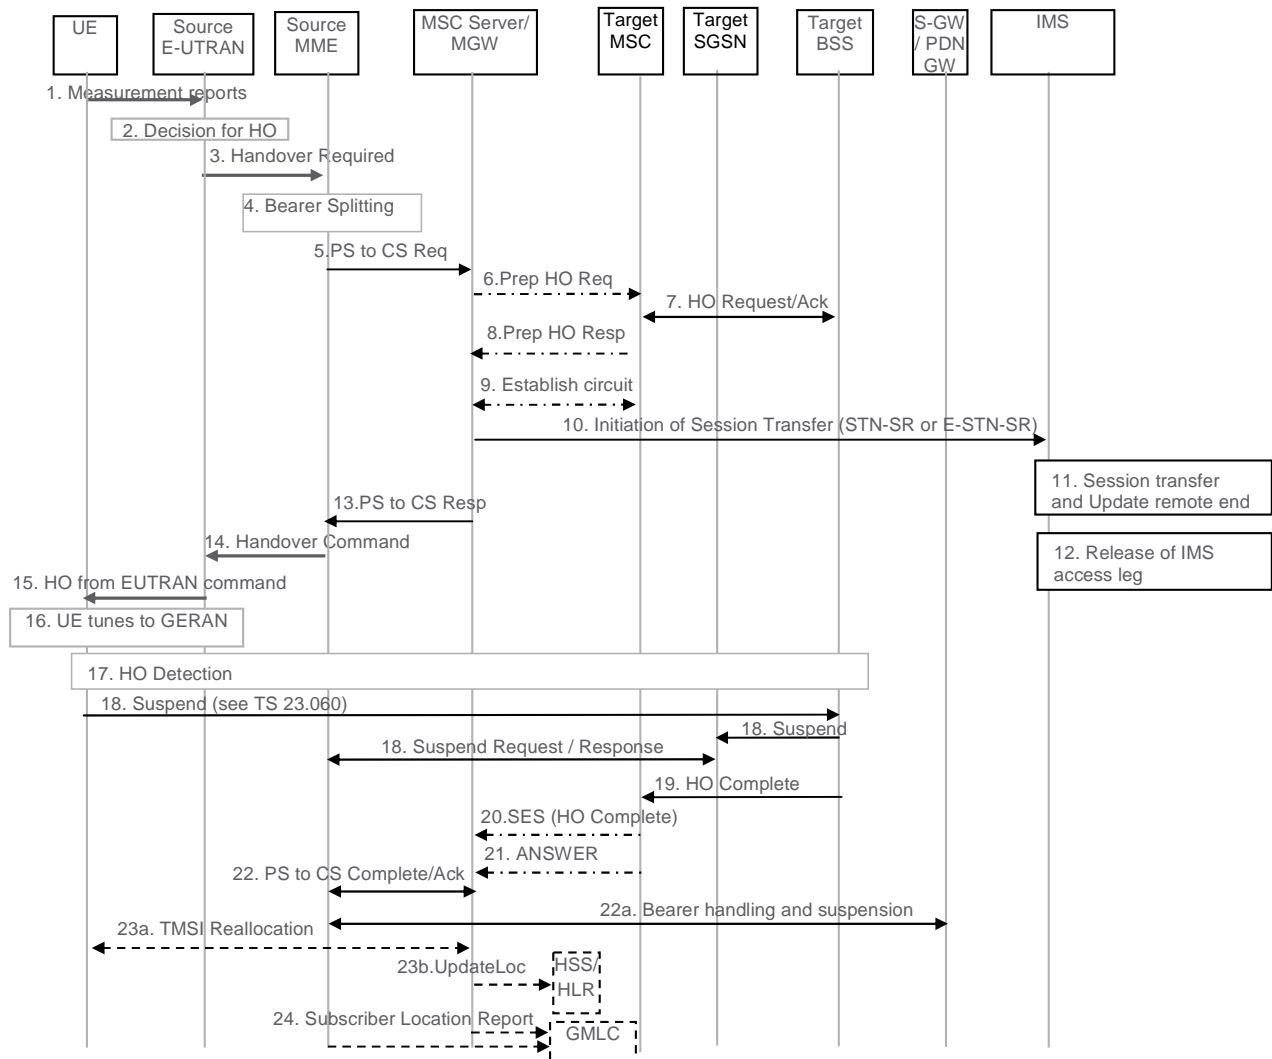 UE
Source
E-UTRAN
Source
MME
MSC Server/
MGW
Target
MSC
Target
SGSN
Target
BSS
S-GW
/ PDN
GW
IMS
1. Measurement reports
2. Decision for HO
3. Handover Required
4. Bearer Splitting
5.PS to CS Req
6.Prep HO Req
7. HO Request/Ack
8.Prep HO Resp
9. Establish circuit
10. Initiation of Session Transfer (STN-SR or E-STN-SR)
11. Session transfer
and Update remote end
13.PS to CS Resp
12. Release of IMS
access leg
14. Handover Command
15. HO from EUTRAN command
16. UE tunes to GERAN
17. HO Detection
18. Suspend (see TS 23.060)
18. Suspend
18. Suspend Request / Response
19. HO Complete
20.SES (HO Complete)
21. ANSWER
22. PS to CS Complete/Ack
22a. Bearer handling and suspension
23a. TMSI Reallocation
23b.UpdateLoc
HSS/
HLR
24. Subscriber Location Report
GMLC